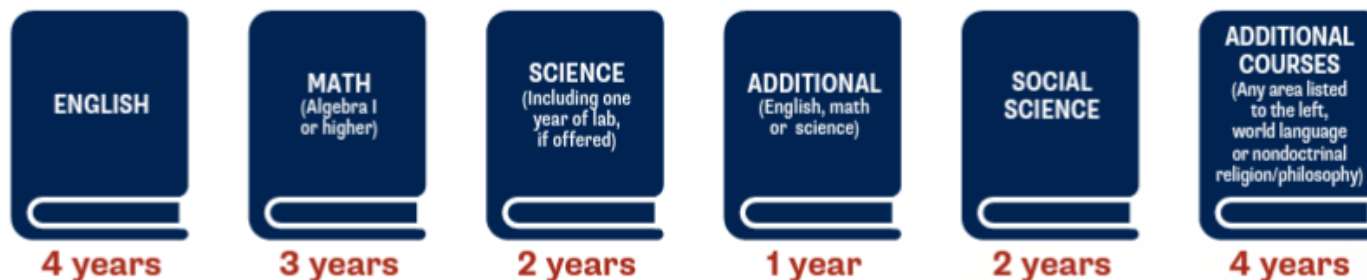 ENGLISH
4 years
MATH
(Algebra I
or higher)
3 years
SCIENCE
(Including one
year of lab,
if offered)
2 years
ADDITIONAL
(English, math
or science)
1 year
SOCIAL
SCIENCE
2 years
ADDITIONAL
COURSES
(Any area listed
to the left,
world language
or nondoctrinal
religion/philosophy)
4 years